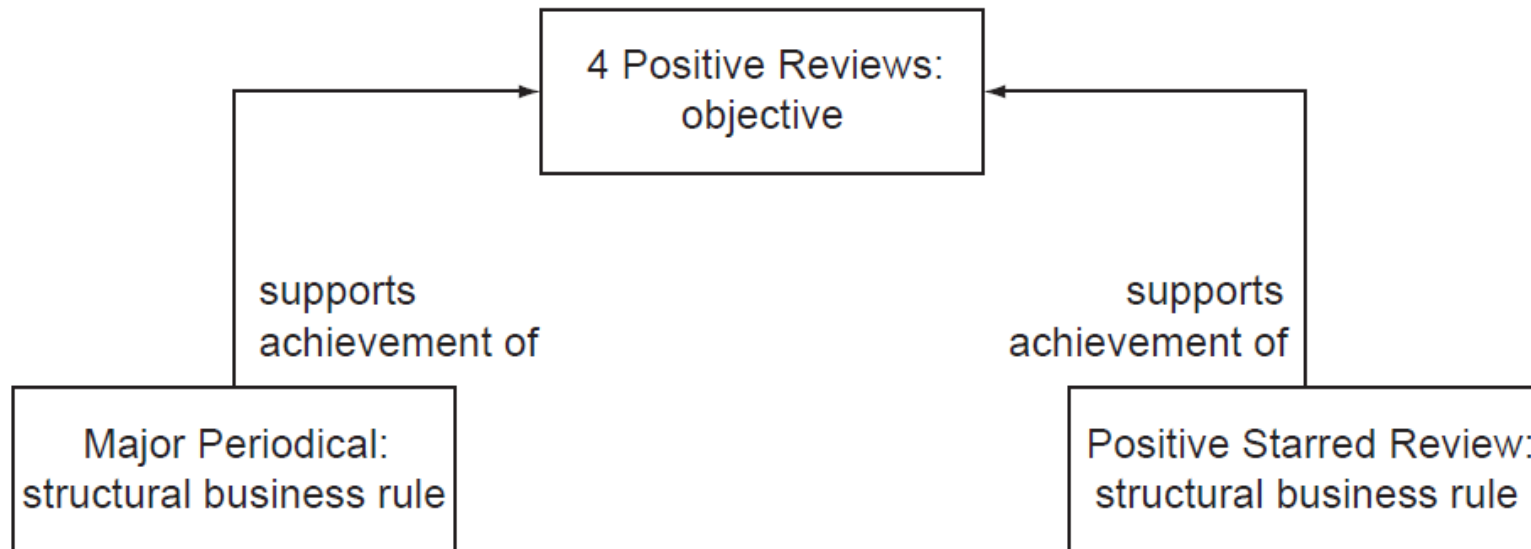 4 Positive Reviews:
objective
supports
achievement of
supports
achievement of
Major Periodical:
structural business rule
Positive Starred Review:
structural business rule